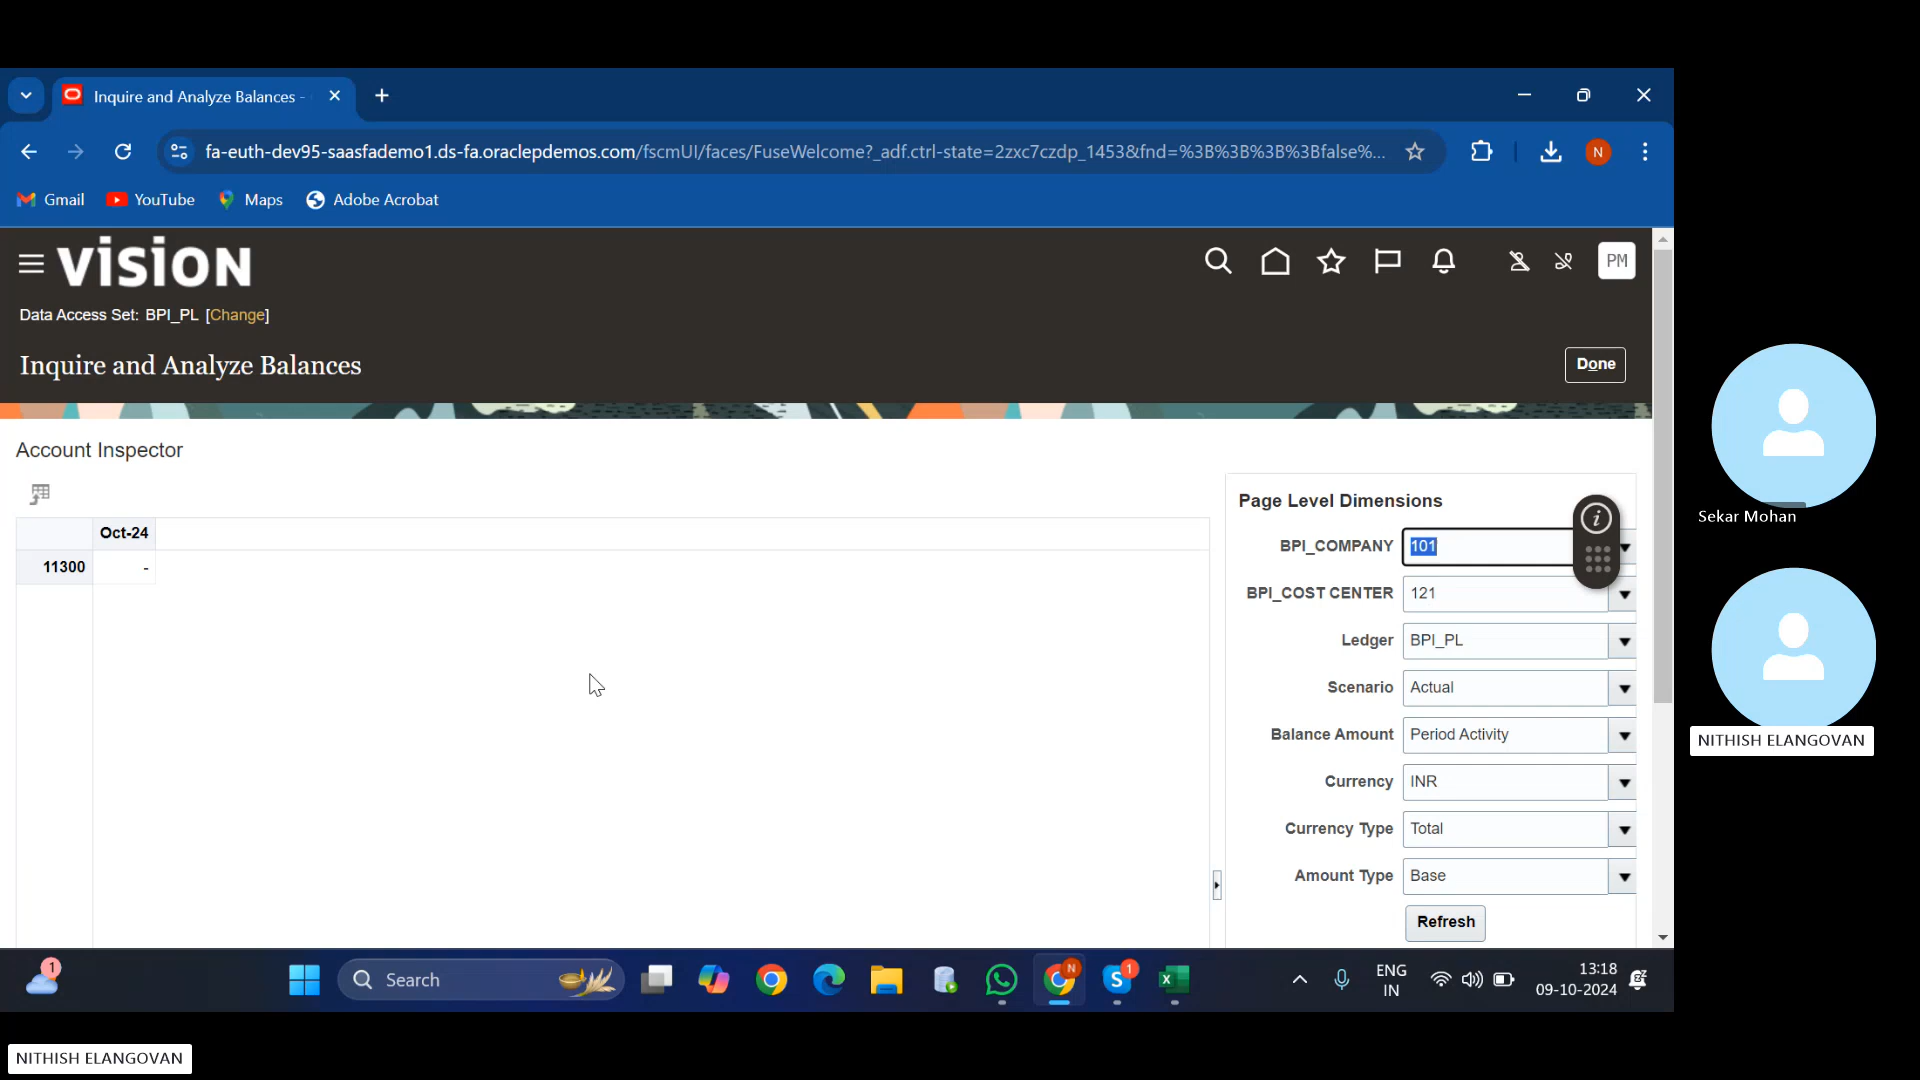 Inquire and Analyze Balances -
fa-euth-dev95-saasfademo1.ds-fa.oraclepdemos.com/fscmUI/faces/FuseWelcome?_adf.ctrl-state=2zxc7czdp_1453&fnd=%3B%3B%3B%3Bfalse%...
N
Gmail
YouTube
Maps
Adobe Acrobat
VISION
PM
Data Access Set: BPI_PL [Change]
Inquire and Analyze Balances
Done
Account Inspector
Oct-24
11300
-
Page Level Dimensions
BPI_COMPANY 101
BPI_COST CENTER 121
Ledger BPI_PL
Scenario Actual
Balance Amount Period Activity
Currency INR
Currency Type Total
Amount Type Base
Refresh
Sekar Mohan
NITHISH ELANGOVAN
1
Search
N
1
ENG
IN
13:18
09-10-2024
NITHISH ELANGOVAN